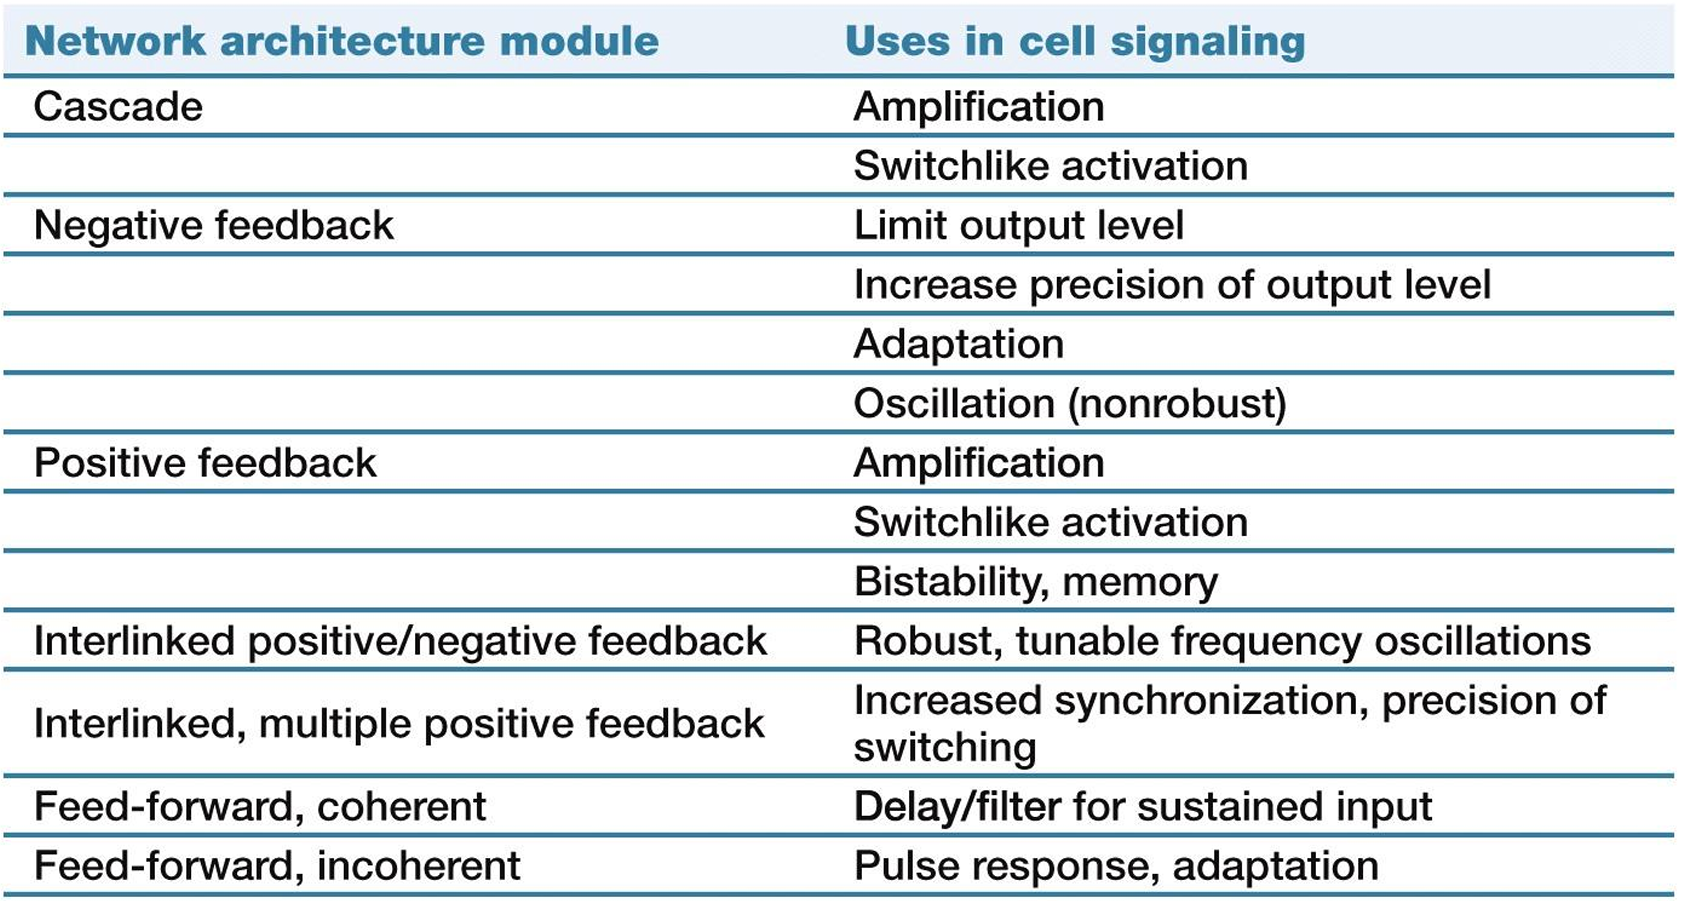 Network architecture module Uses in cell signaling
Cascade Amplification
Switchlike activation
Negative feedback Limit output level
Increase precision of output level
Adaptation
Oscillation (nonrobust)
Positive feedback Amplification
Switchlike activation
Bistability, memory
Interlinked positive/negative feedback Robust, tunable frequency oscillations
Interlinked, multiple positive feedback Increased synchronization, precision of
switching
Feed-forward, coherent Delay/filter for sustained input
Feed-forward, incoherent Pulse response, adaptation